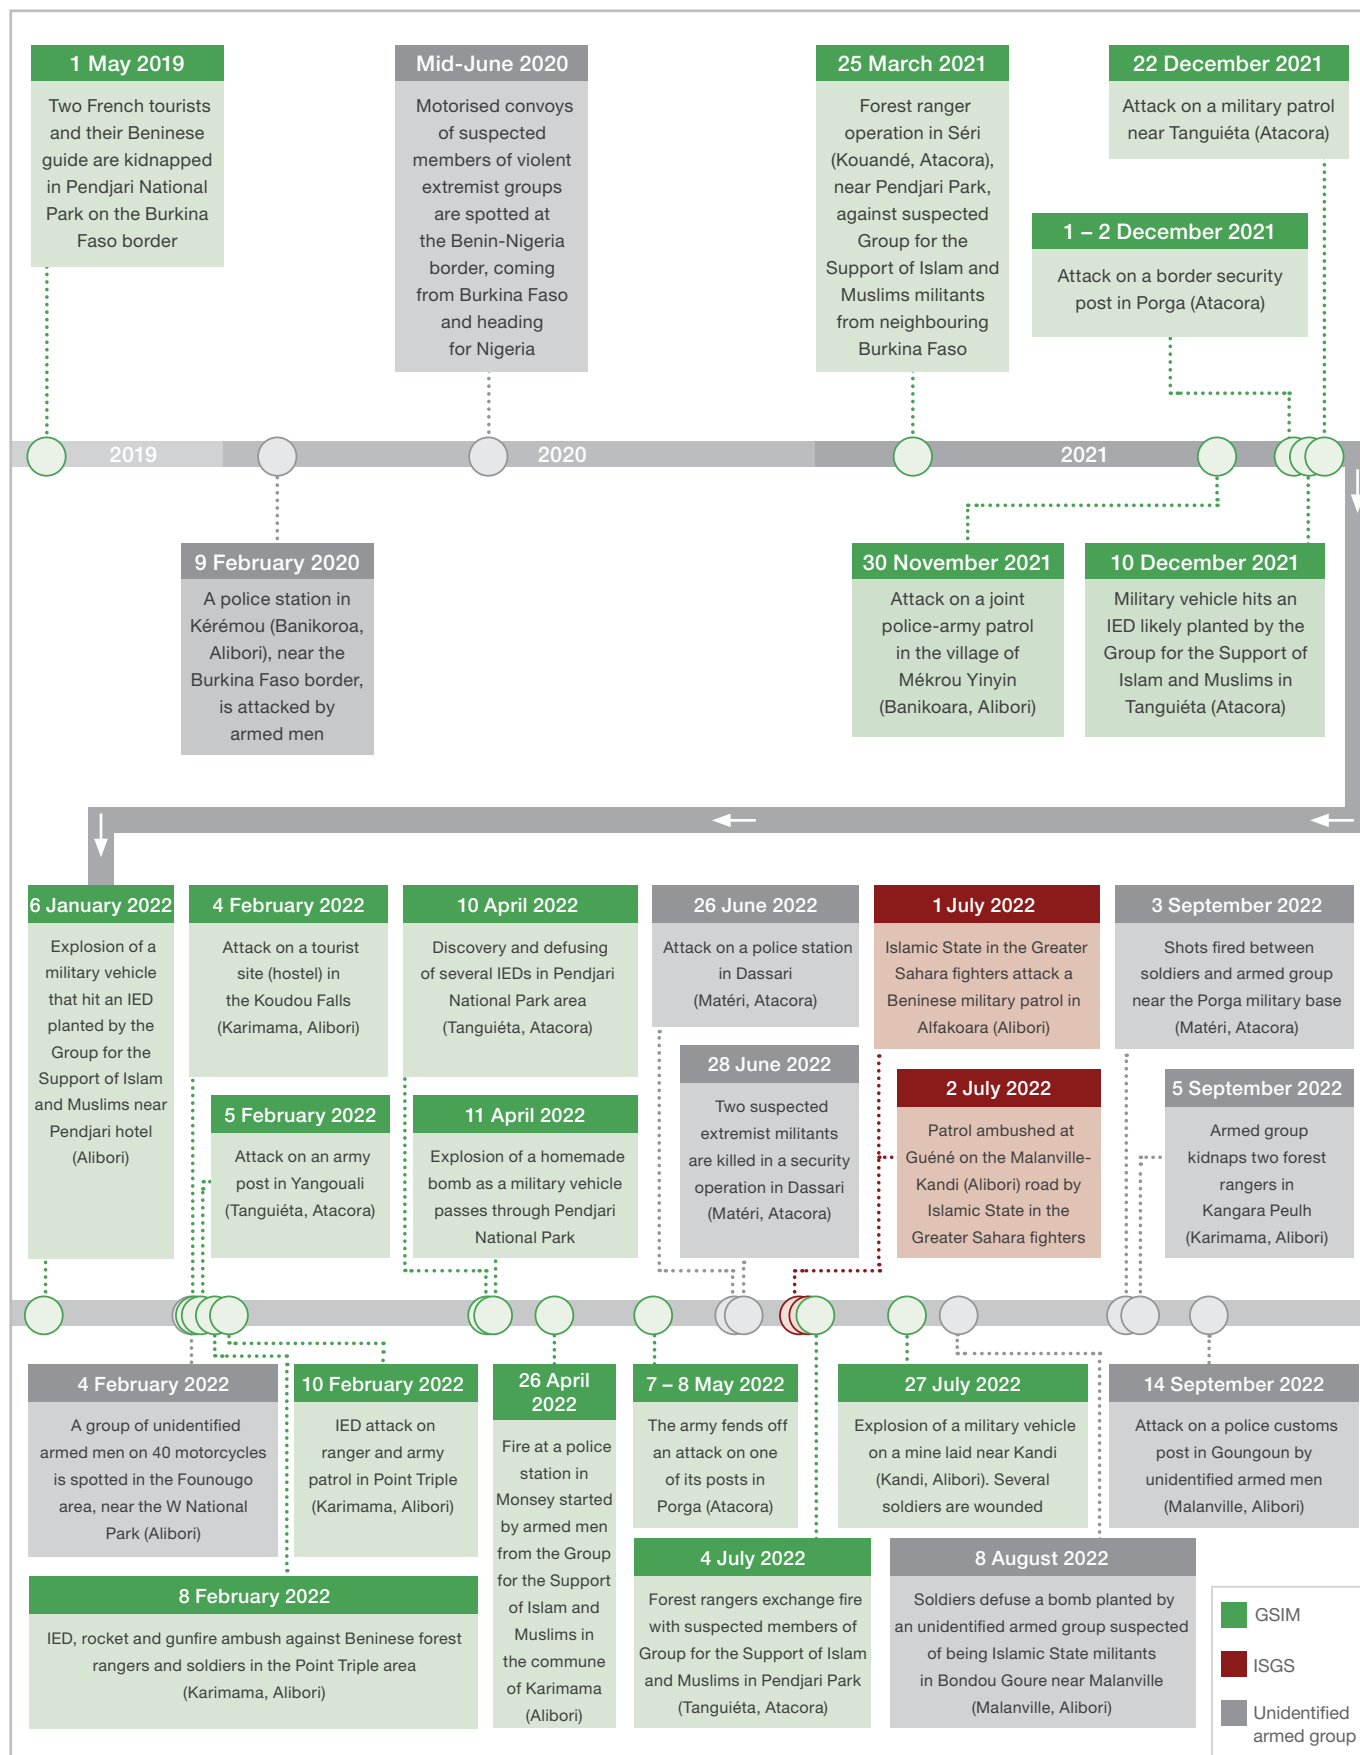 1 May 2019
Two French tourists
and their Beninese
guide are kidnapped
in Pendjari National
Park on the Burkina
Faso border
Mid-June 2020
Motorised convoys
of suspected
members of violent
extremist groups
are spotted at
the Benin-Nigeria
border, coming
from Burkina Faso
and heading
for Nigeria
25 March 2021
Forest ranger
operation in Séri
(Kouandé, Atacora),
near Pendjari Park,
against suspected
Group for the
Support of Islam and
Muslims militants
from neighbouring
Burkina Faso
22 December 2021
Attack on a military patrol
near Tanguiéta (Atacora)
1 – 2 December 2021
Attack on a border security
post in Porga (Atacora)
2019
2020
2021
9 February 2020
A police station in
Kérémou (Banikoroa,
Alibori), near the
Burkina Faso border,
is attacked by
armed men
30 November 2021
Attack on a joint
police-army patrol
in the village of
Mékrou Yinyin
(Banikoara, Alibori)
10 December 2021
Military vehicle hits an
IED likely planted by the
Group for the Support of
Islam and Muslims in
Tanguiéta (Atacora)
6 January 2022
Explosion of a
military vehicle
that hit an IED
planted by the
Group for the
Support of Islam
and Muslims near
Pendjari hotel
(Alibori)
4 February 2022
Attack on a tourist
site (hostel) in
the Koudou Falls
(Karimama, Alibori)
5 February 2022
Attack on an army
post in Yangouali
(Tanguiéta, Atacora)
10 April 2022
Discovery and defusing
of several IEDs in Pendjari
National Park area
(Tanguiéta, Atacora)
11 April 2022
Explosion of a homemade
bomb as a military vehicle
passes through Pendjari
National Park
26 June 2022
Attack on a police station
in Dassari
(Matéri, Atacora)
28 June 2022
Two suspected
extremist militants
are killed in a security
operation in Dassari
(Matéri, Atacora)
1 July 2022
Islamic State in the Greater
Sahara fighters attack a
Beninese military patrol in
Alfakoara (Alibori)
2 July 2022
Patrol ambushed at
Guéné on the Malanville-
Kandi (Alibori) road by
Islamic State in the
Greater Sahara fighters
3 September 2022
Shots fired between
soldiers and armed group
near the Porga military base
(Matéri, Atacora)
5 September 2022
Armed group
kidnaps two forest
rangers in
Kangara Peulh
(Karimama, Alibori)
4 February 2022
A group of unidentified
armed men on 40 motorcycles
is spotted in the Founougo
area, near the W National
Park (Alibori)
10 February 2022
IED attack on
ranger and army
patrol in Point Triple
(Karimama, Alibori)
8 February 2022
IED, rocket and gunfire ambush against Beninese forest
rangers and soldiers in the Point Triple area
(Karimama, Alibori)
26 April
2022
Fire at a police
station in
Monsey started
by armed men
from the Group
for the Support
of Islam and
Muslims in
the commune
of Karimama
(Alibori)
7 – 8 May 2022
The army fends off
an attack on one
of its posts in
Porga (Atacora)
4 July 2022
Forest rangers exchange fire
with suspected members of
Group for the Support of Islam
and Muslims in Pendjari Park
(Tanguiéta, Atacora)
27 July 2022
Explosion of a military vehicle
on a mine laid near Kandi
(Kandi, Alibori). Several
soldiers are wounded
8 August 2022
Soldiers defuse a bomb planted by
an unidentified armed group suspected
of being Islamic State militants
in Bondou Goure near Malanville
(Malanville, Alibori)
14 September 2022
Attack on a police customs
post in Goungoun by
unidentified armed men
(Malanville, Alibori)
GSIM
ISGS
Unidentified
armed group